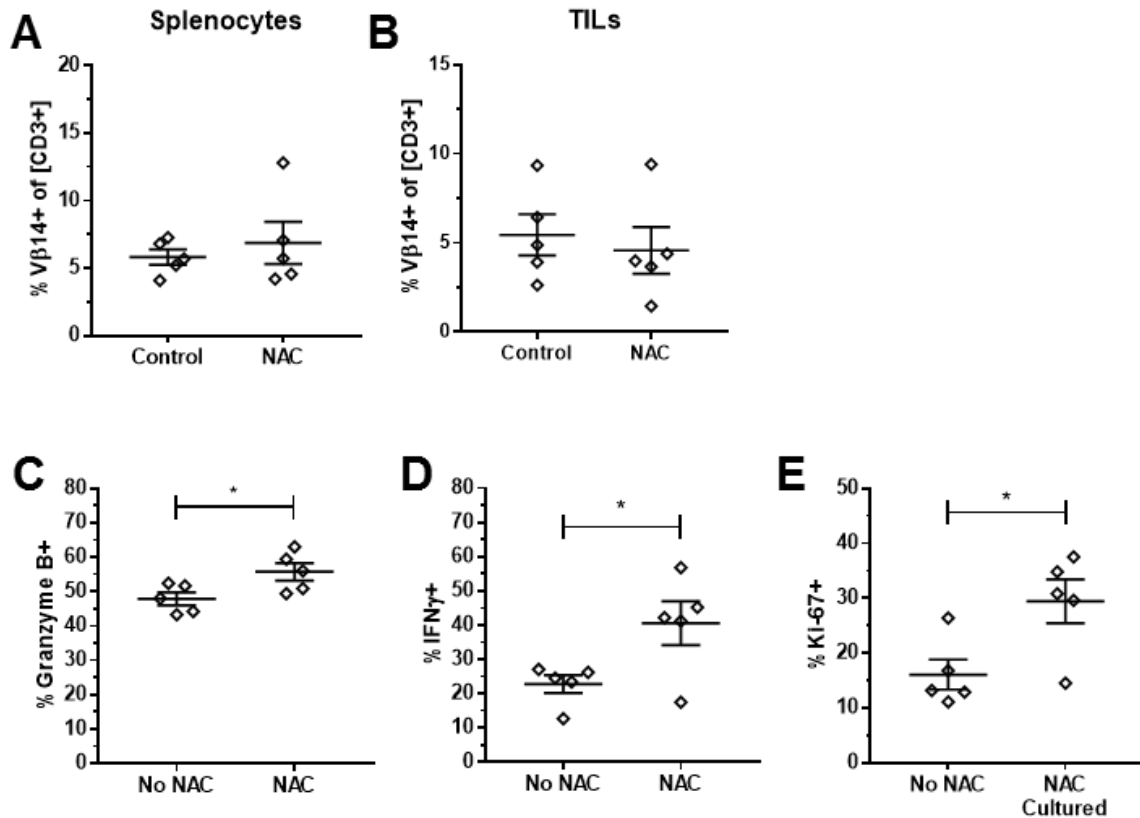 A
Splenocytes
% Vβ14+ of [CD3+]
20
15
10
5
0
Control
NAC
B
TILs
% Vβ14+ of [CD3+]
15
10
5
0
Control
NAC
C
% Granzyme B+
80
70
60
50
40
30
20
10
0
*
No NAC
NAC
D
% IFNγ+
80
70
60
50
40
30
20
10
0
*
No NAC
NAC
E
% Ki-67+
50
40
30
20
10
0
*
No NAC
NAC
Cultured